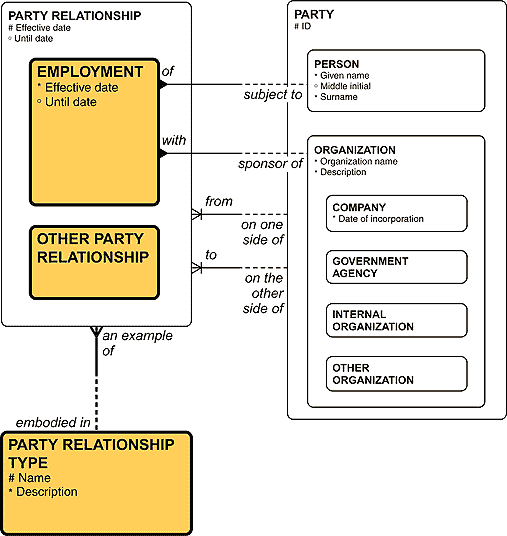 PARTY RELATIONSHIP
# Effective date
○ Until date
EMPLOYMENT
* Effective date
○ Until date
OTHER PARTY
RELATIONSHIP
of
subject to
with
sponsor of
from
on one
side of
to
on the
other
side of
an example
of
embodied in
PARTY RELATIONSHIP
TYPE
# Name
* Description
PARTY
# ID
PERSON
• Given name
○ Middle initial
• Surname
ORGANIZATION
• Organization name
• Description
COMPANY
* Date of incorporation
GOVERNMENT
AGENCY
INTERNAL
ORGANIZATION
OTHER
ORGANIZATION